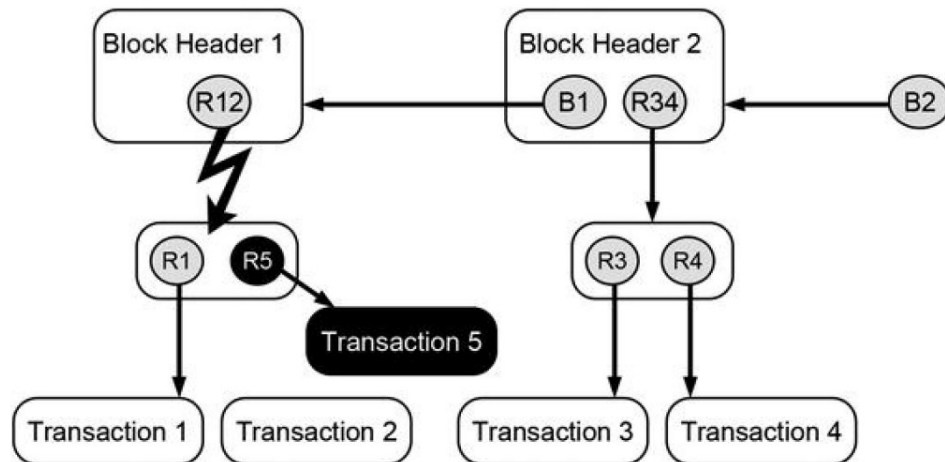 Block Header 1
Block Header 2
R12
B1
R34
B2
R1
R5
R3
R4
Transaction 5
Transaction 1
Transaction 2
Transaction 3
Transaction 4